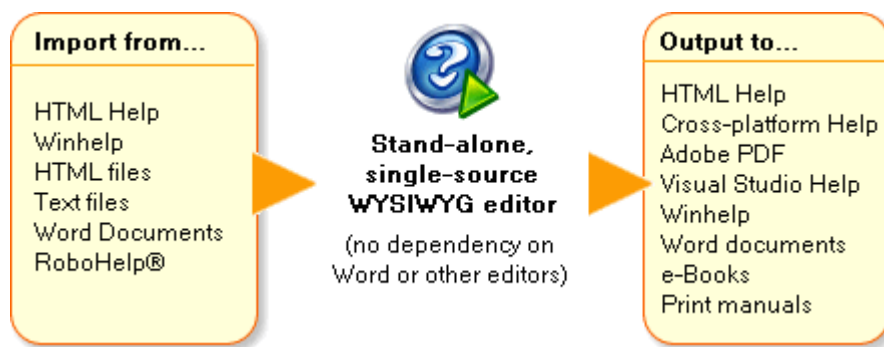 Import from...
HTML Help
Winhelp
HTML files
Text files
Word Documents
RoboHelp®
Stand-alone,
single-source
WYSIWYG editor
(no dependency on
Word or other editors)
Output to...
HTML Help
Cross-platform Help
Adobe PDF
Visual Studio Help
Winhelp
Word documents
e-Books
Print manuals